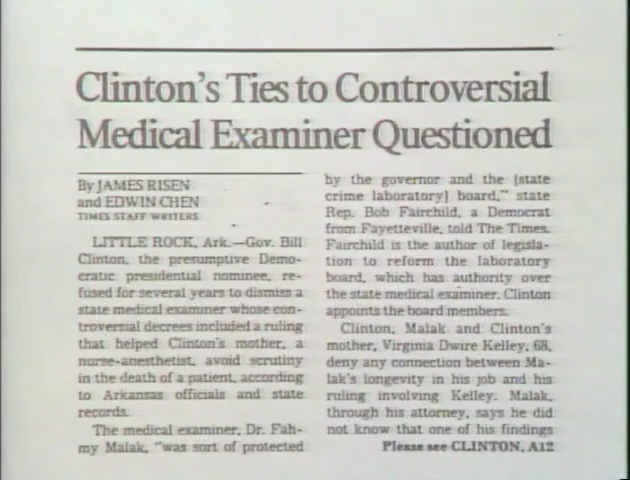 Clinton's Ties to Controversial
Medical Examiner Questioned
By JAMES RISEN
and EDWIN CHEN
TIMES STAFF WRITERS
LITTLE ROCK, Ark.—Gov. Bill
Clinton, the presumptive Demo-
cratic presidential nominee, re-
fused for several years to dismiss a
state medical examiner whose con-
troversial decrees included a ruling
that helped Clinton's mother, a
nurse-anesthetist, avoid scrutiny
in the death of a patient, according
to Arkansas officials and state
records.
The medical examiner, Dr. Fah-
my Malak, "was sort of protected
by the governor and the [state
crime laboratory] board," state
Rep. Bob Fairchild, a Democrat
from Fayetteville, told The Times.
Fairchild is the author of legisla-
tion to reform the laboratory
board, which has authority over
the state medical examiner. Clinton
appoints the board members.
Clinton, Malak and Clinton's
mother, Virginia Dwire Kelley, 68,
deny any connection between Ma-
lak's longevity in his job and his
ruling involving Kelley. Malak,
through his attorney, says he did
not know that one of his findings
Please see CLINTON, A12